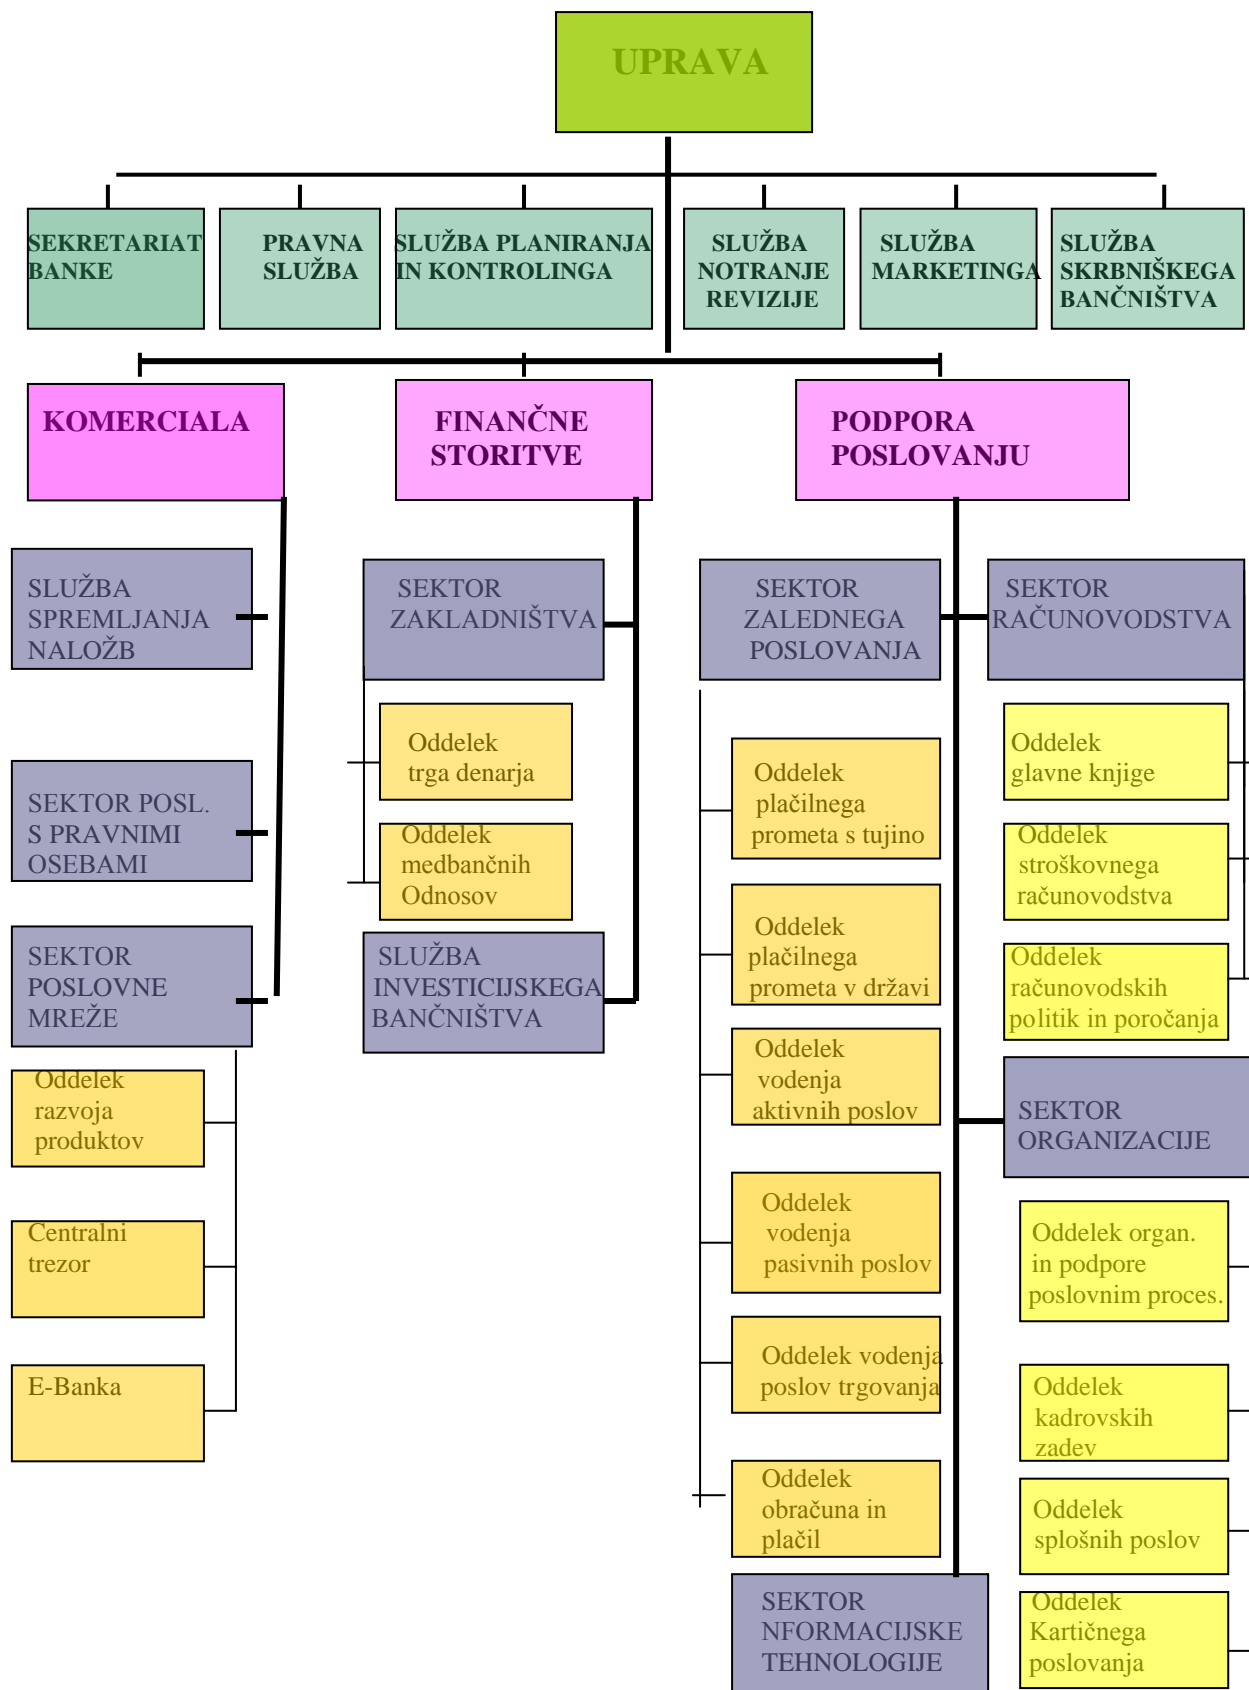 UPRAVA
SEKRETARIAT
BANKE
PRAVNA
SLUŽBA
SLUŽBA PLANIRANJA
IN KONTROLINGA
SLUŽBA
NOTRANJE
REVIZIJE
SLUŽBA
MARKETINGA
SLUŽBA
SKRBNIŠKEGA
BANČNIŠTVA
KOMERCIALA
FINANČNE
STORITVE
PODPORA
POSLOVANJU
SLUŽBA
SPREMLJANJA
NALOŽB
SEKTOR POSL.
S PRAVNIMI
OSEBAMI
SEKTOR
POSLOVNE
MREŽE
Oddelek
razvoja
produktov
Centralni
trezor
E-Banka
SEKTOR
ZAKLADNIŠTVA
Oddelek
trga denarja
Oddelek
medbančnih
Odnosov
SLUŽBA
INVESTICIJSKEGA
BANČNIŠTVA
SEKTOR
ZALEDNEGA
POSLOVANJA
Oddelek
plačilnega
prometa s tujino
Oddelek
plačilnega
prometa v državi
Oddelek
vodenja
aktivnih poslov
Oddelek
vodenja
pasivnih poslov
Oddelek vodenja
poslov trgovanja
Oddelek
obračuna in
plačil
SEKTOR
NFORMACIJSKE
TEHNOLOGIJE
SEKTOR
RAČUNOVODSTVA
Oddelek
glavne knjige
Oddelek
stroškovnega
računovodstva
Oddelek
računovodskih
politik in poročanja
SEKTOR
ORGANIZACIJE
Oddelek organ.
in podpore
poslovnim proces.
Oddelek
kadrovskih
zadev
Oddelek
splošnih poslov
Oddelek
Kartičnega
poslovanja